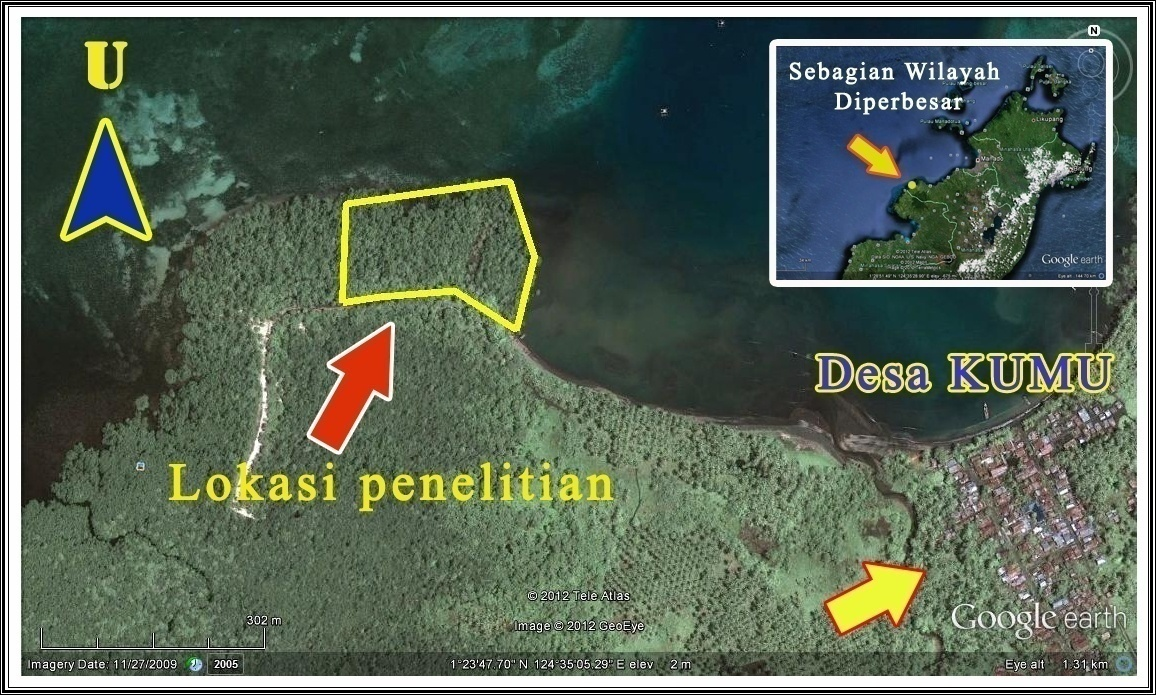 U
N
Sebagian Wilayah
Diperbesar
Likupang
Manado
Google earth
Desa KUMU
Lokasi penelitian
© 2012 Tele Atlas
Image © 2012 GeoEye
Google earth
302 m
Imagery Date: 11/27/2009 2005 1°23'47.70" N 124°35'05.29" E elev 2 m Eye alt 1.31 km